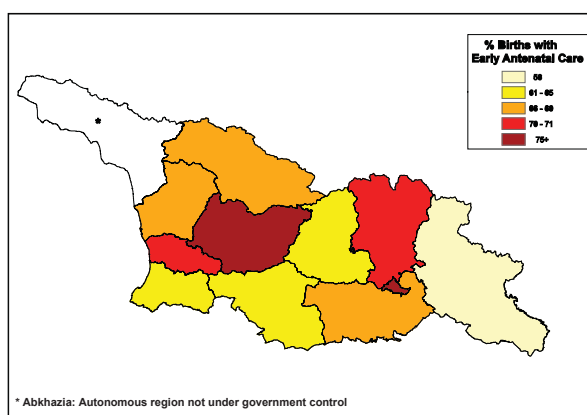 % Births with
Early Antenatal Care
58
61 - 65
66 - 69
70 - 71
75+
*
* Abkhazia: Autonomous region not under government control